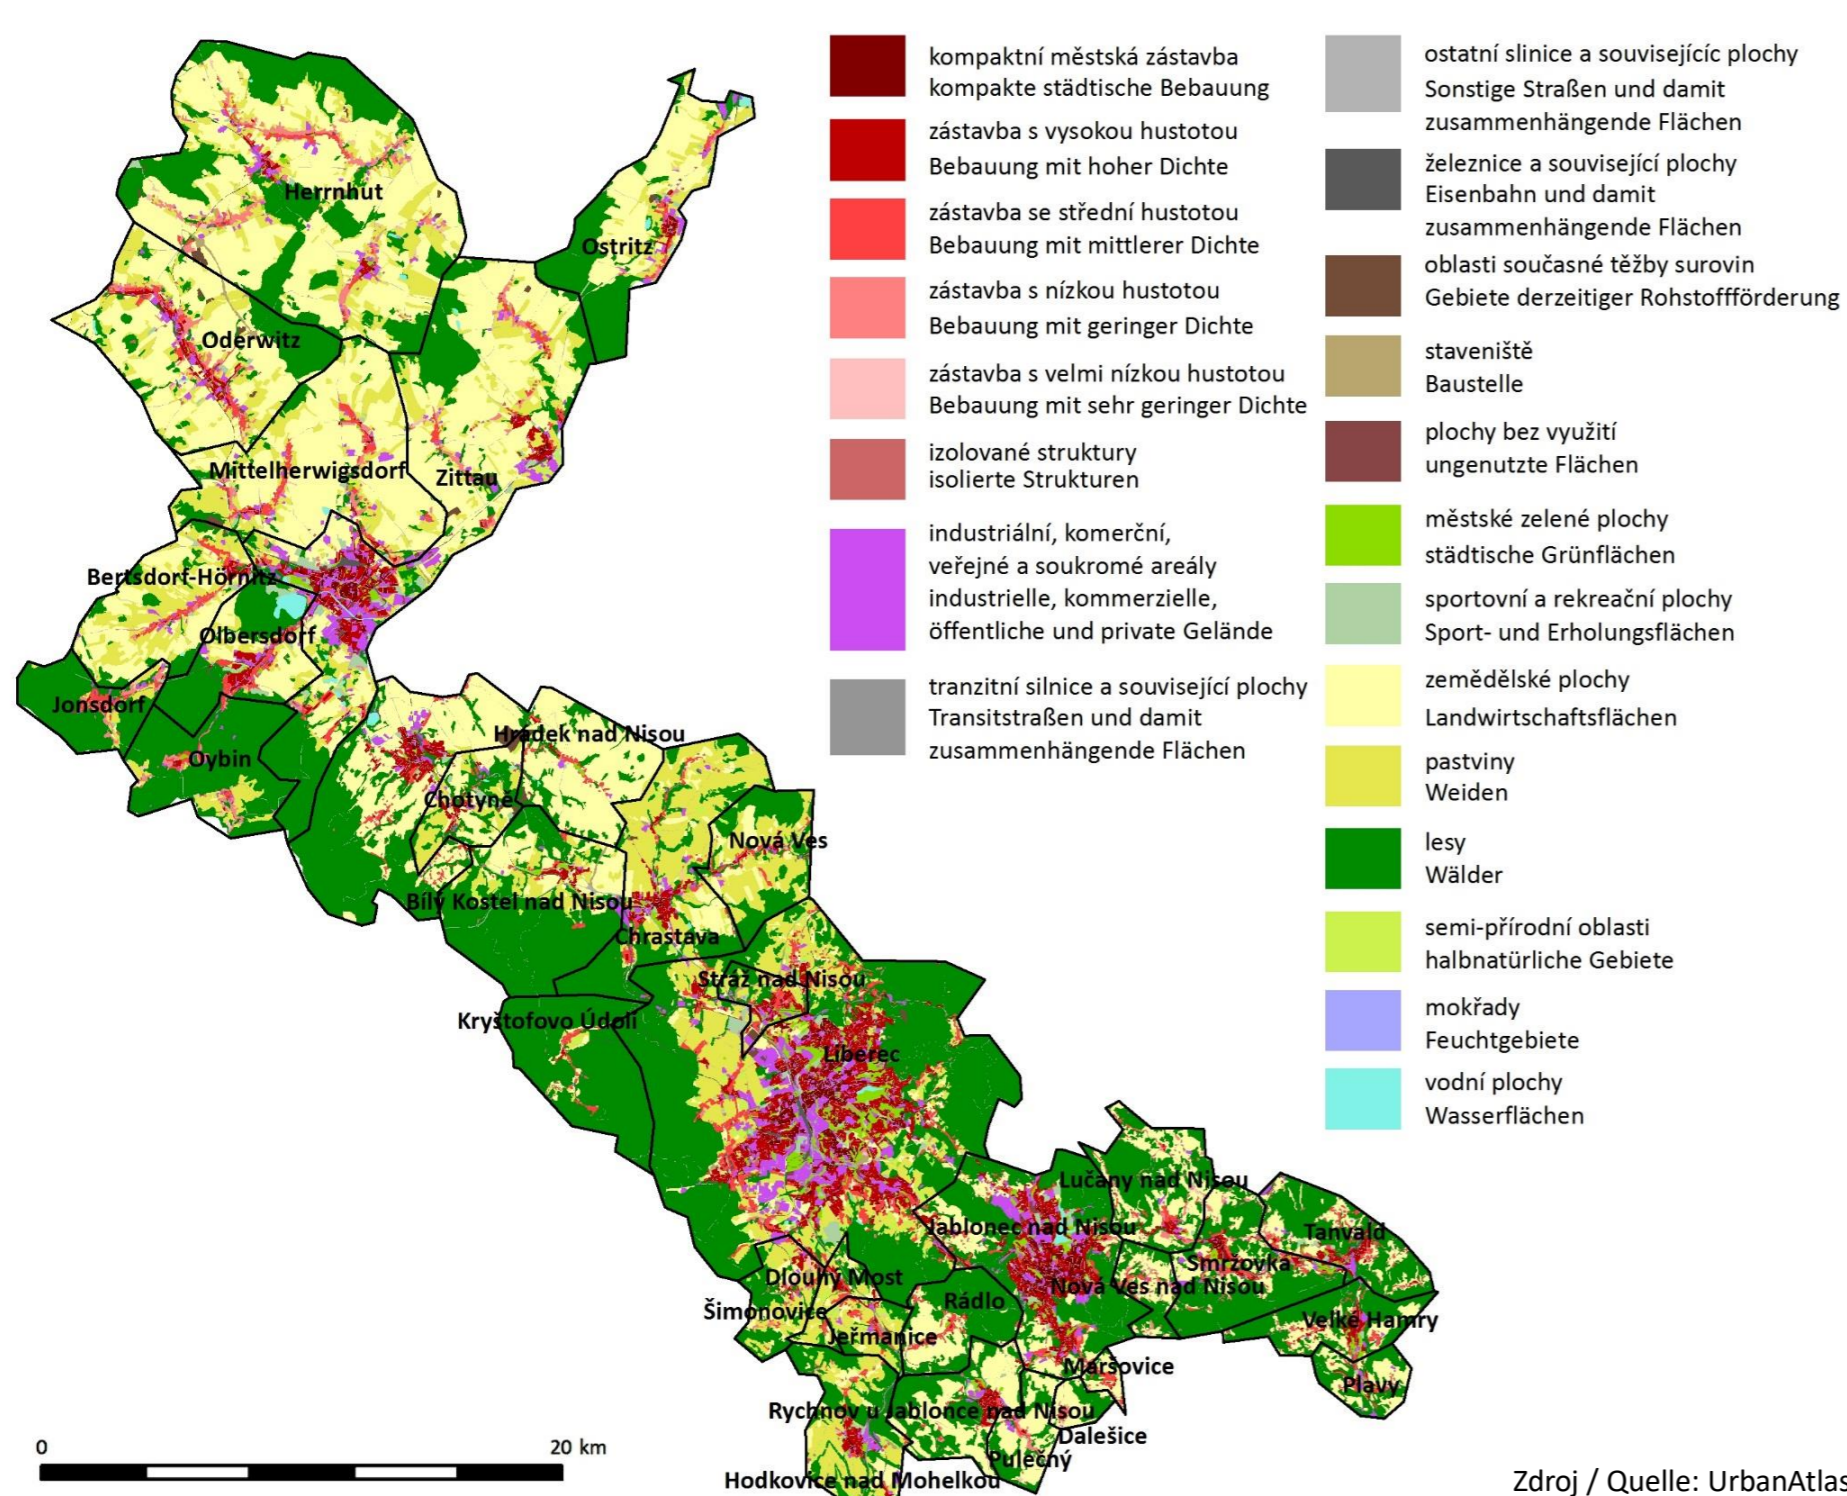 kompaktní městská zástavba
kompakte städtische Bebauung
zástavba s vysokou hustotou
Bebauung mit hoher Dichte
zástavba se střední hustotou
Bebauung mit mittlerer Dichte
zástavba s nízkou hustotou
Bebauung mit geringer Dichte
zástavba s velmi nízkou hustotou
Bebauung mit sehr geringer Dichte
izolované struktury
isolierte Strukturen
industriální, komerční,
veřejné a soukromé areály
industrielle, kommerzielle,
öffentliche und private Gelände
tranzitní silnice a související plochy
Transitstraßen und damit
zusammenhängende Flächen
ostatní slinice a souvisejícíc plochy
Sonstige Straßen und damit
zusammenhängende Flächen
železnice a související plochy
Eisenbahn und damit
zusammenhängende Flächen
oblasti současné těžby surovin
Gebiete derzeitiger Rohstoffförderung
staveniště
Baustelle
plochy bez využití
ungenutzte Flächen
městské zelené plochy
städtische Grünflächen
sportovní a rekreační plochy
Sport- und Erholungsflächen
zemědělské plochy
Landwirtschaftsflächen
pastviny
Weiden
lesy
Wälder
semi-přírodní oblasti
halbnatürliche Gebiete
mokřady
Feuchtgebiete
vodní plochy
Wasserflächen
Herrnhut
Ostritz
Oderwitz
Mittelherwigsdorf
Zittau
Bertsdorf-Hörnitz
Olbersdorf
Jonsdorf
Oybin
Hrádek nad Nisou
Chotyně
Nová Ves
Bílý Kostel nad Nisou
Chrastava
Stráž nad Nisou
Kryštofovo Údolí
Liberec
Lučany nad Nisou
Jablonec nad Nisou
Tanvald
Smržovka
Dlouhý Most
Nová Ves nad Nisou
Rádlo
Šimonovice
Velké Hamry
Jeřmanice
Maršovice
Plavy
Rychnov u Jablonce nad Nisou
Dalešice
Pulečný
Hodkovice nad Mohelkou
0 20 km
Zdroj / Quelle: UrbanAtlas